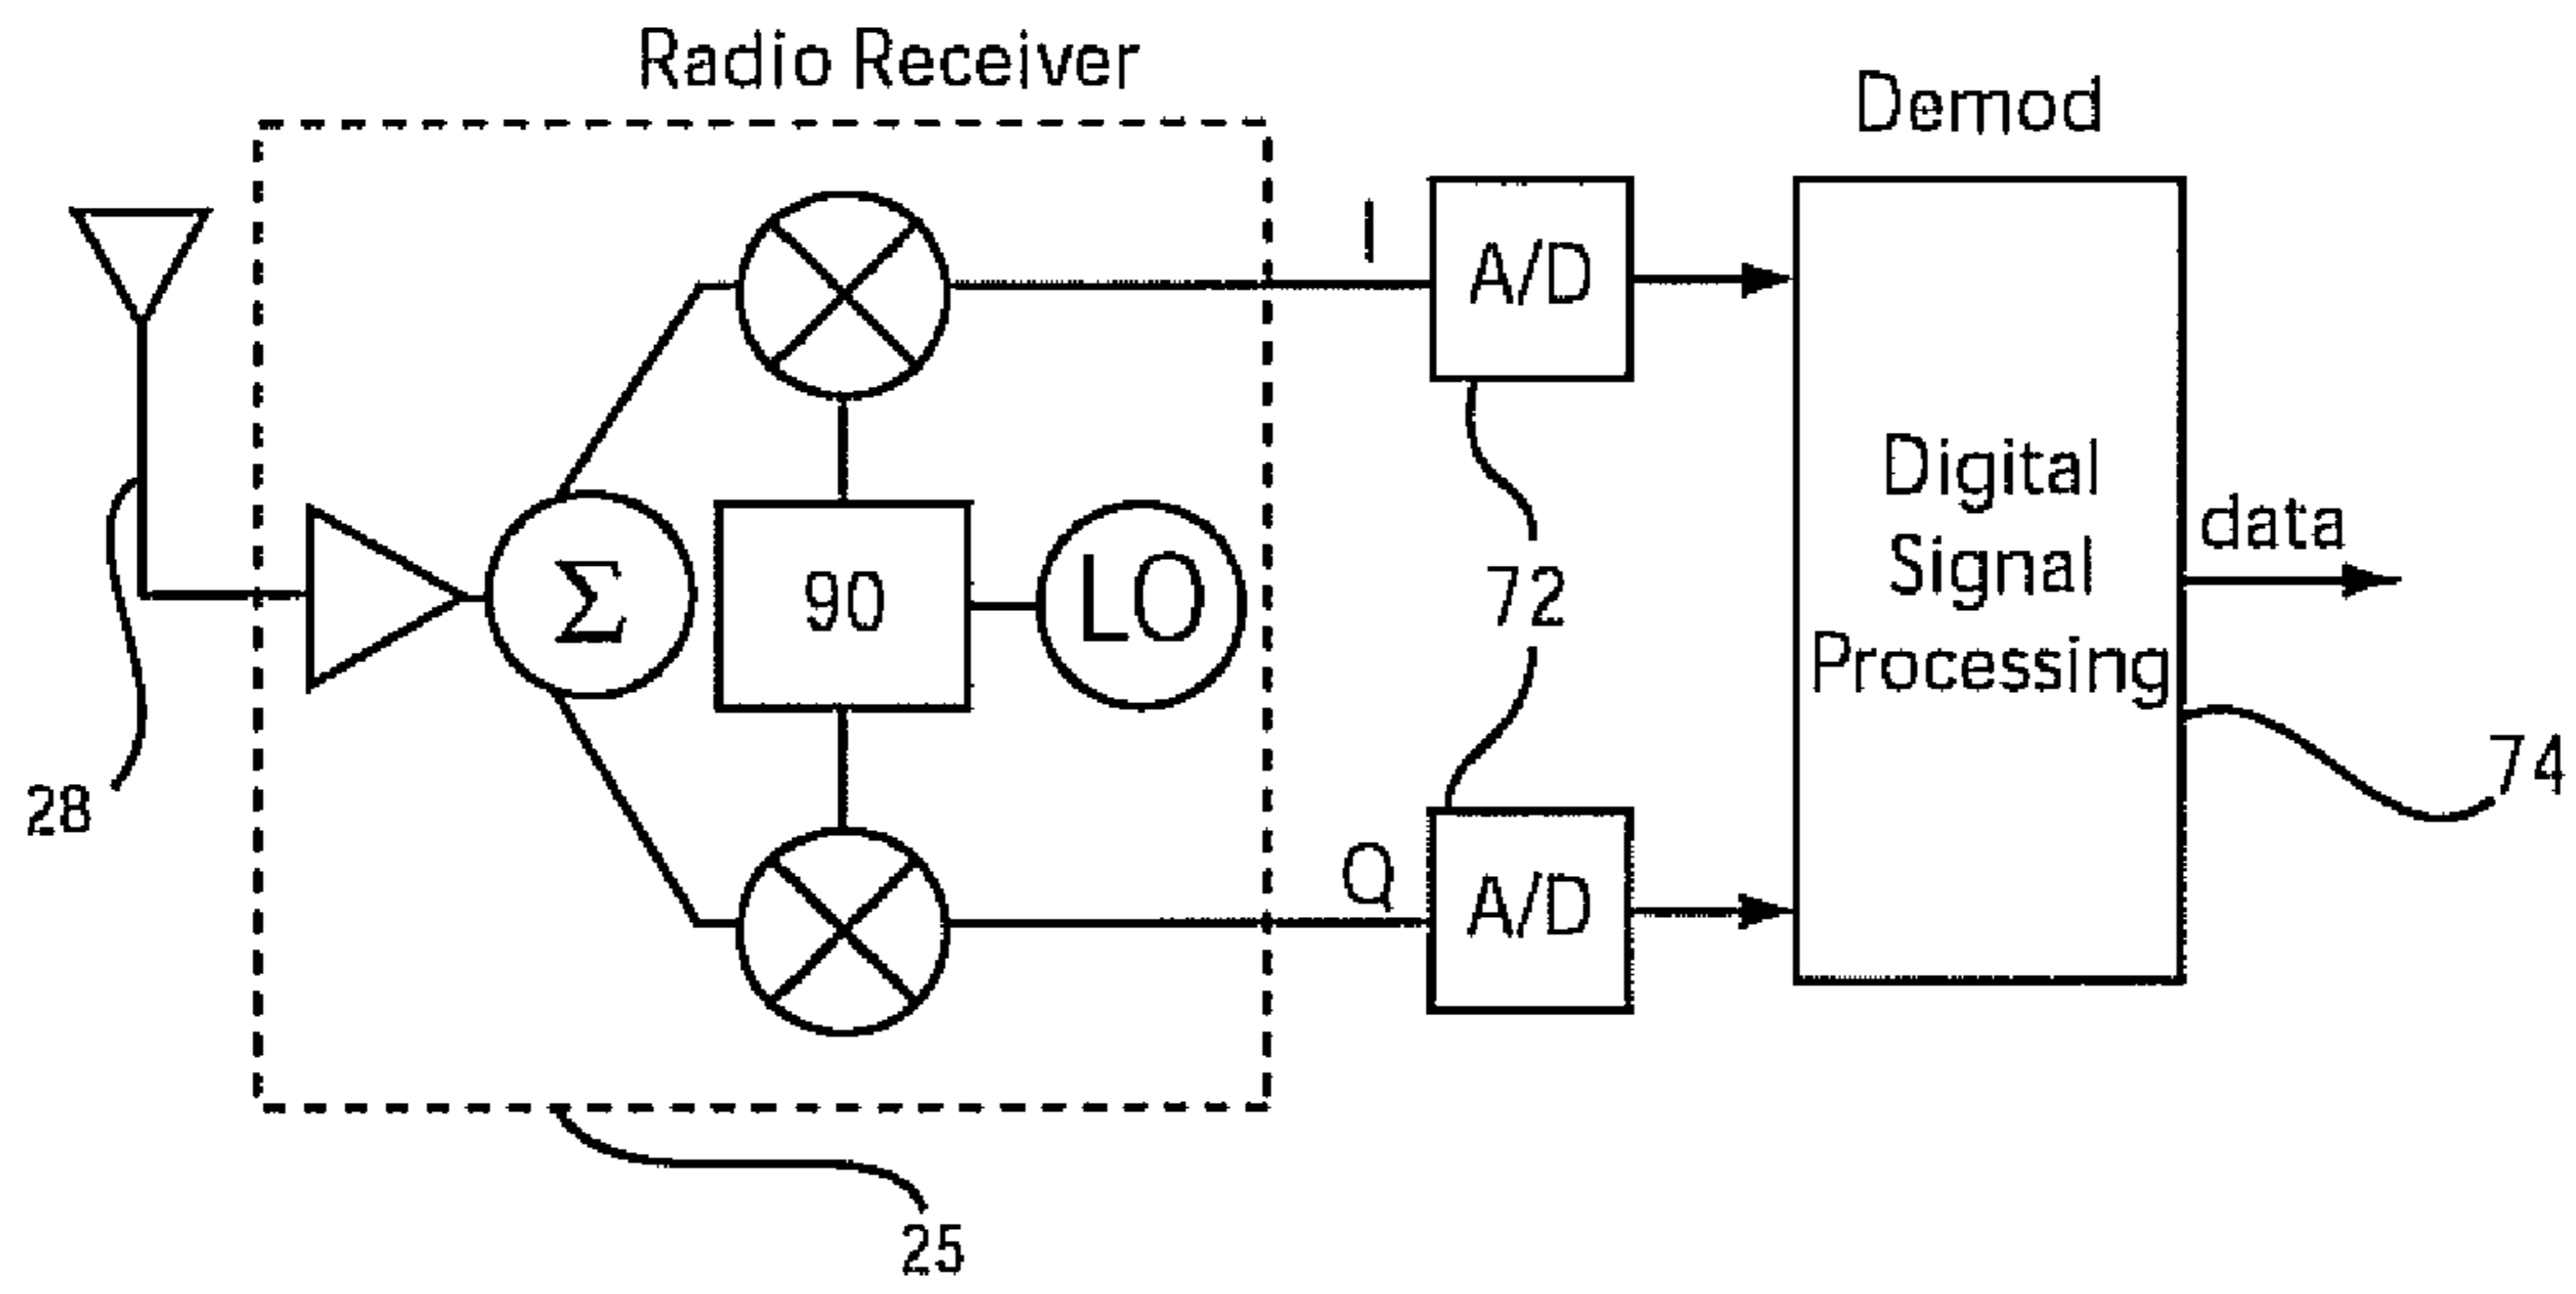 Radio Receiver
Demod
I
A/D
Digital
Signal
Processing
data
Σ
90
LO
72
74
28
Q
A/D
25